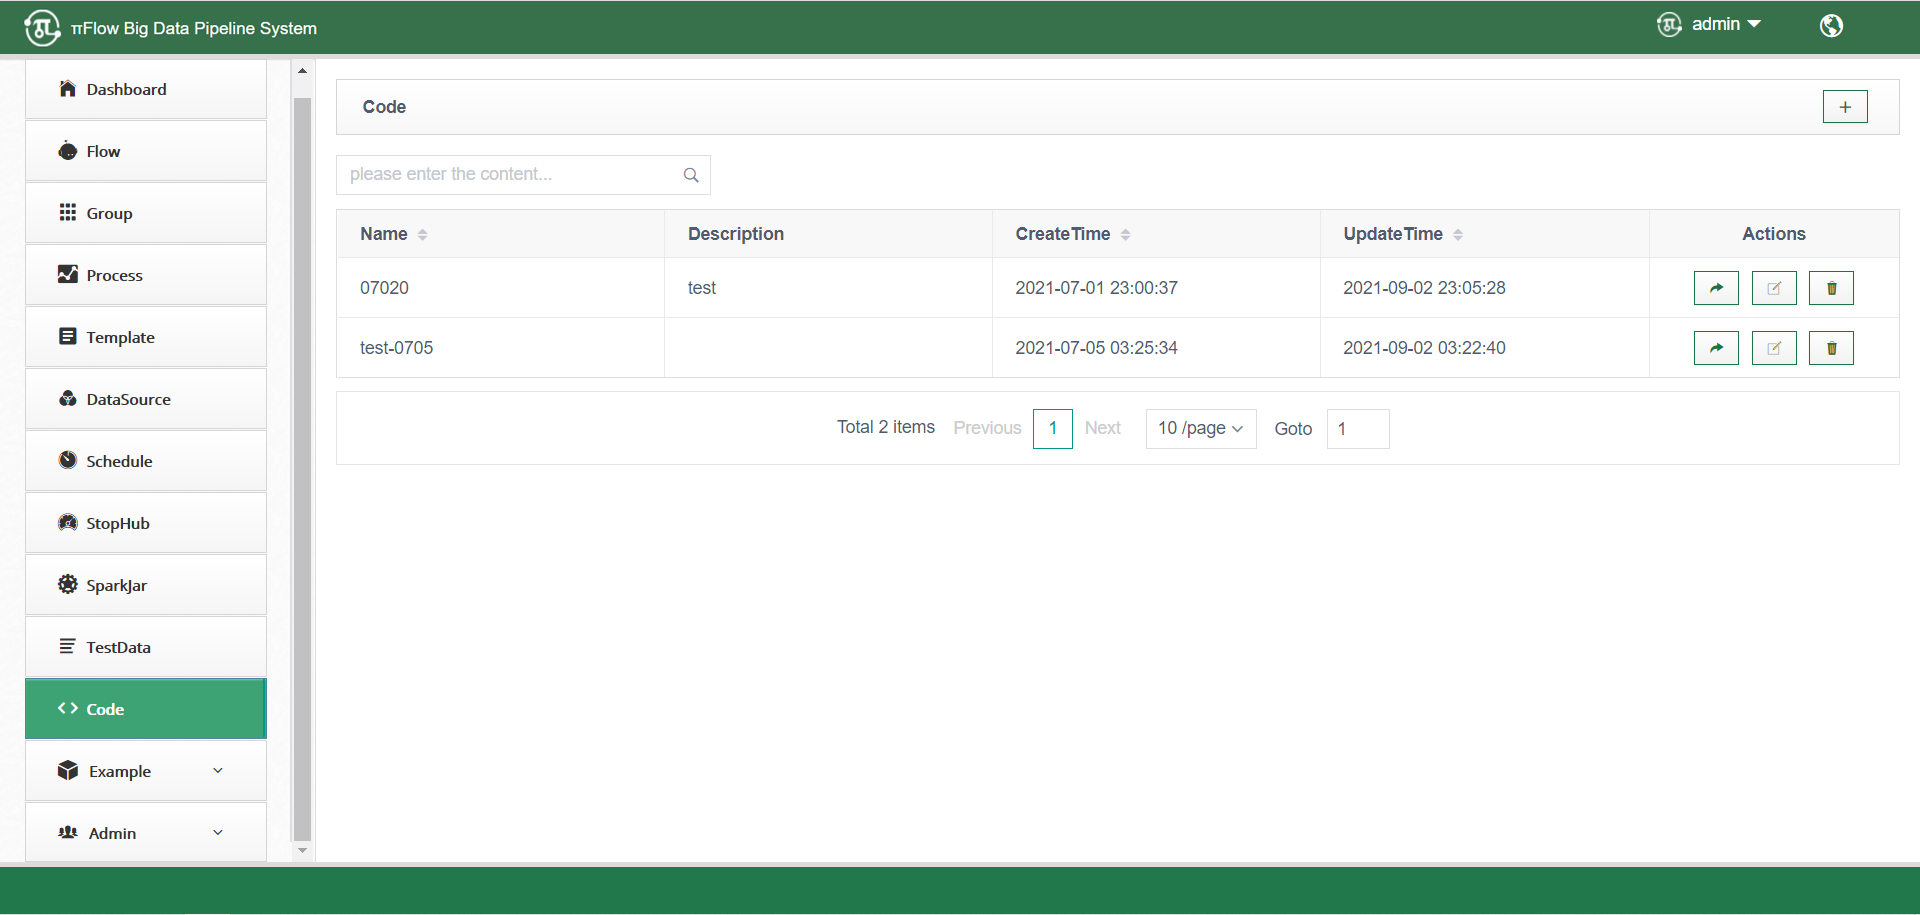 πFlow Big Data Pipeline System
admin
Dashboard
Flow
Group
Process
Template
DataSource
Schedule
StopHub
SparkJar
TestData
Code
Example
Admin
Code
+
please enter the content...
Name Description CreateTime UpdateTime Actions
07020 test 2021-07-01 23:00:37 2021-09-02 23:05:28
test-0705 2021-07-05 03:25:34 2021-09-02 03:22:40
Total 2 items Previous 1 Next 10 /page Goto 1